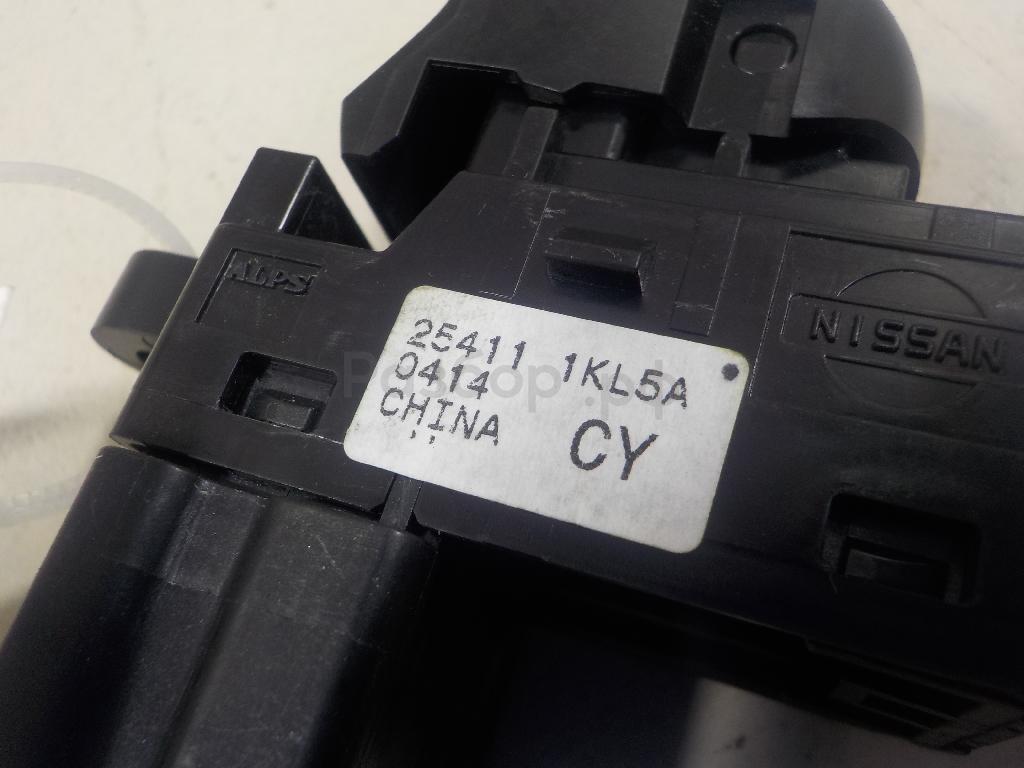 ALPS
NISSAN
25411 1KL5A
0414
CHINA CY